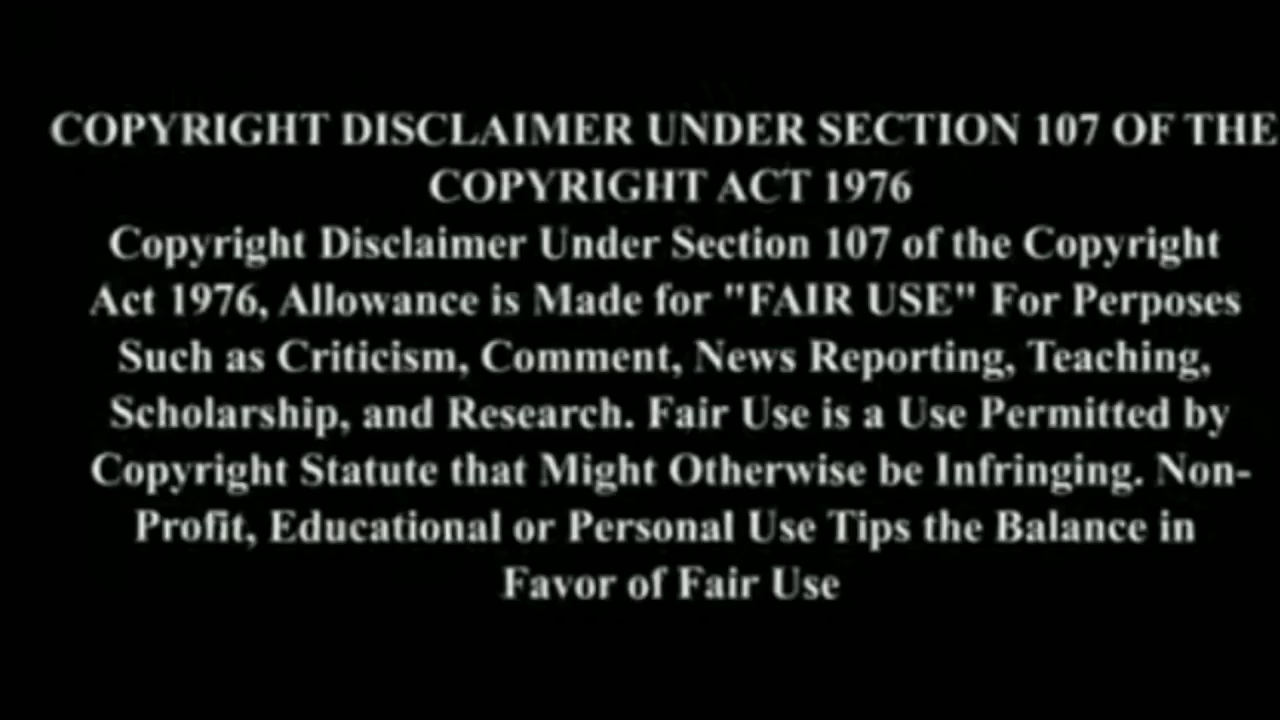 COPYRIGHT DISCLAIMER UNDER SECTION 107 OF THE
COPYRIGHT ACT 1976
Copyright Disclaimer Under Section 107 of the Copyright
Act 1976, Allowance is Made for "FAIR USE" For Perposes
Such as Criticism, Comment, News Reporting, Teaching,
Scholarship, and Research. Fair Use is a Use Permitted by
Copyright Statute that Might Otherwise be Infringing. Non-
Profit, Educational or Personal Use Tips the Balance in
Favor of Fair Use